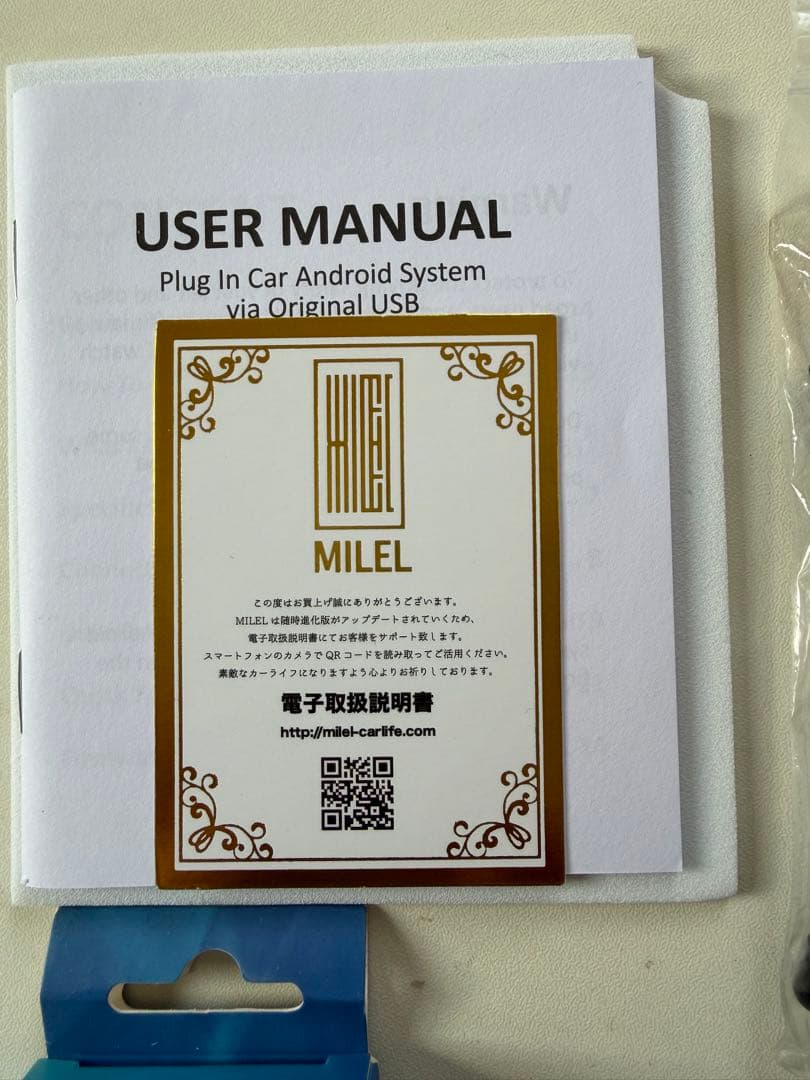 USER MANUAL
Plug In Car Android System
via Original USB
MILEL
MILEL
この度はお買上げ誠にありがとうございます。
MILELは随時進化版がアップデートされていくため、
電子取扱説明書にてお客様をサポート致します。
スマートフォンのカメラでQRコードを読み取ってご活用ください。
素敵なカーライフになりますよう心よりお祈りしております。
電子取扱説明書
http://milel-carlife.com